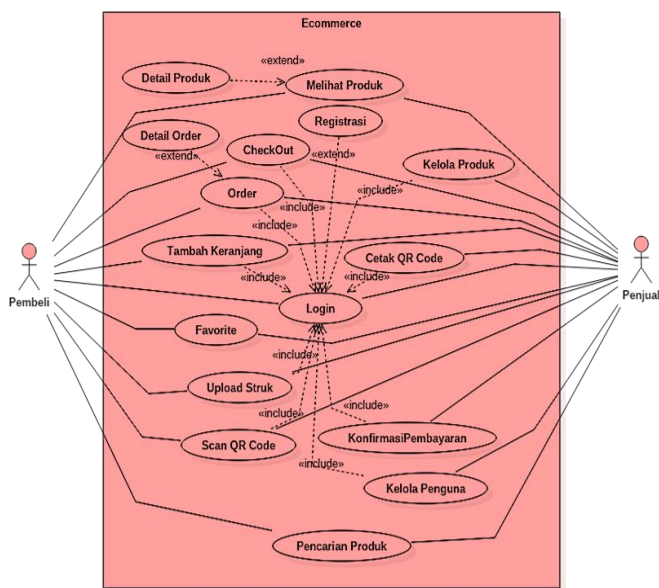 Ecommerce
«extend»
Detail Produk
Melihat Produk
Registrasi
Detail Order
«extend»
CheckOut
«extend»
Kelola Produk
Order
«include»
«include»
«include»
Tambah Keranjang
Cetak QR Code
«include»
«include»
Pembeli
Penjual
Login
Favorite
«include»
Upload Struk
«include»
«include»
Scan QR Code
KonfirmasiPembayaran
«include»
Kelola Penguna
Pencarian Produk